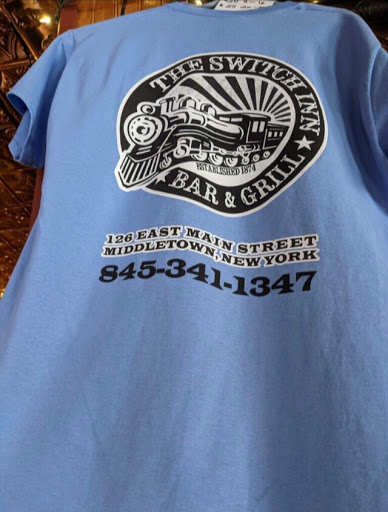 THE SWITCH INN
ESTABLISHED 1874
BAR & GRILL
126 EAST MAIN STREET
MIDDLETOWN, NEW YORK
845-341-1347